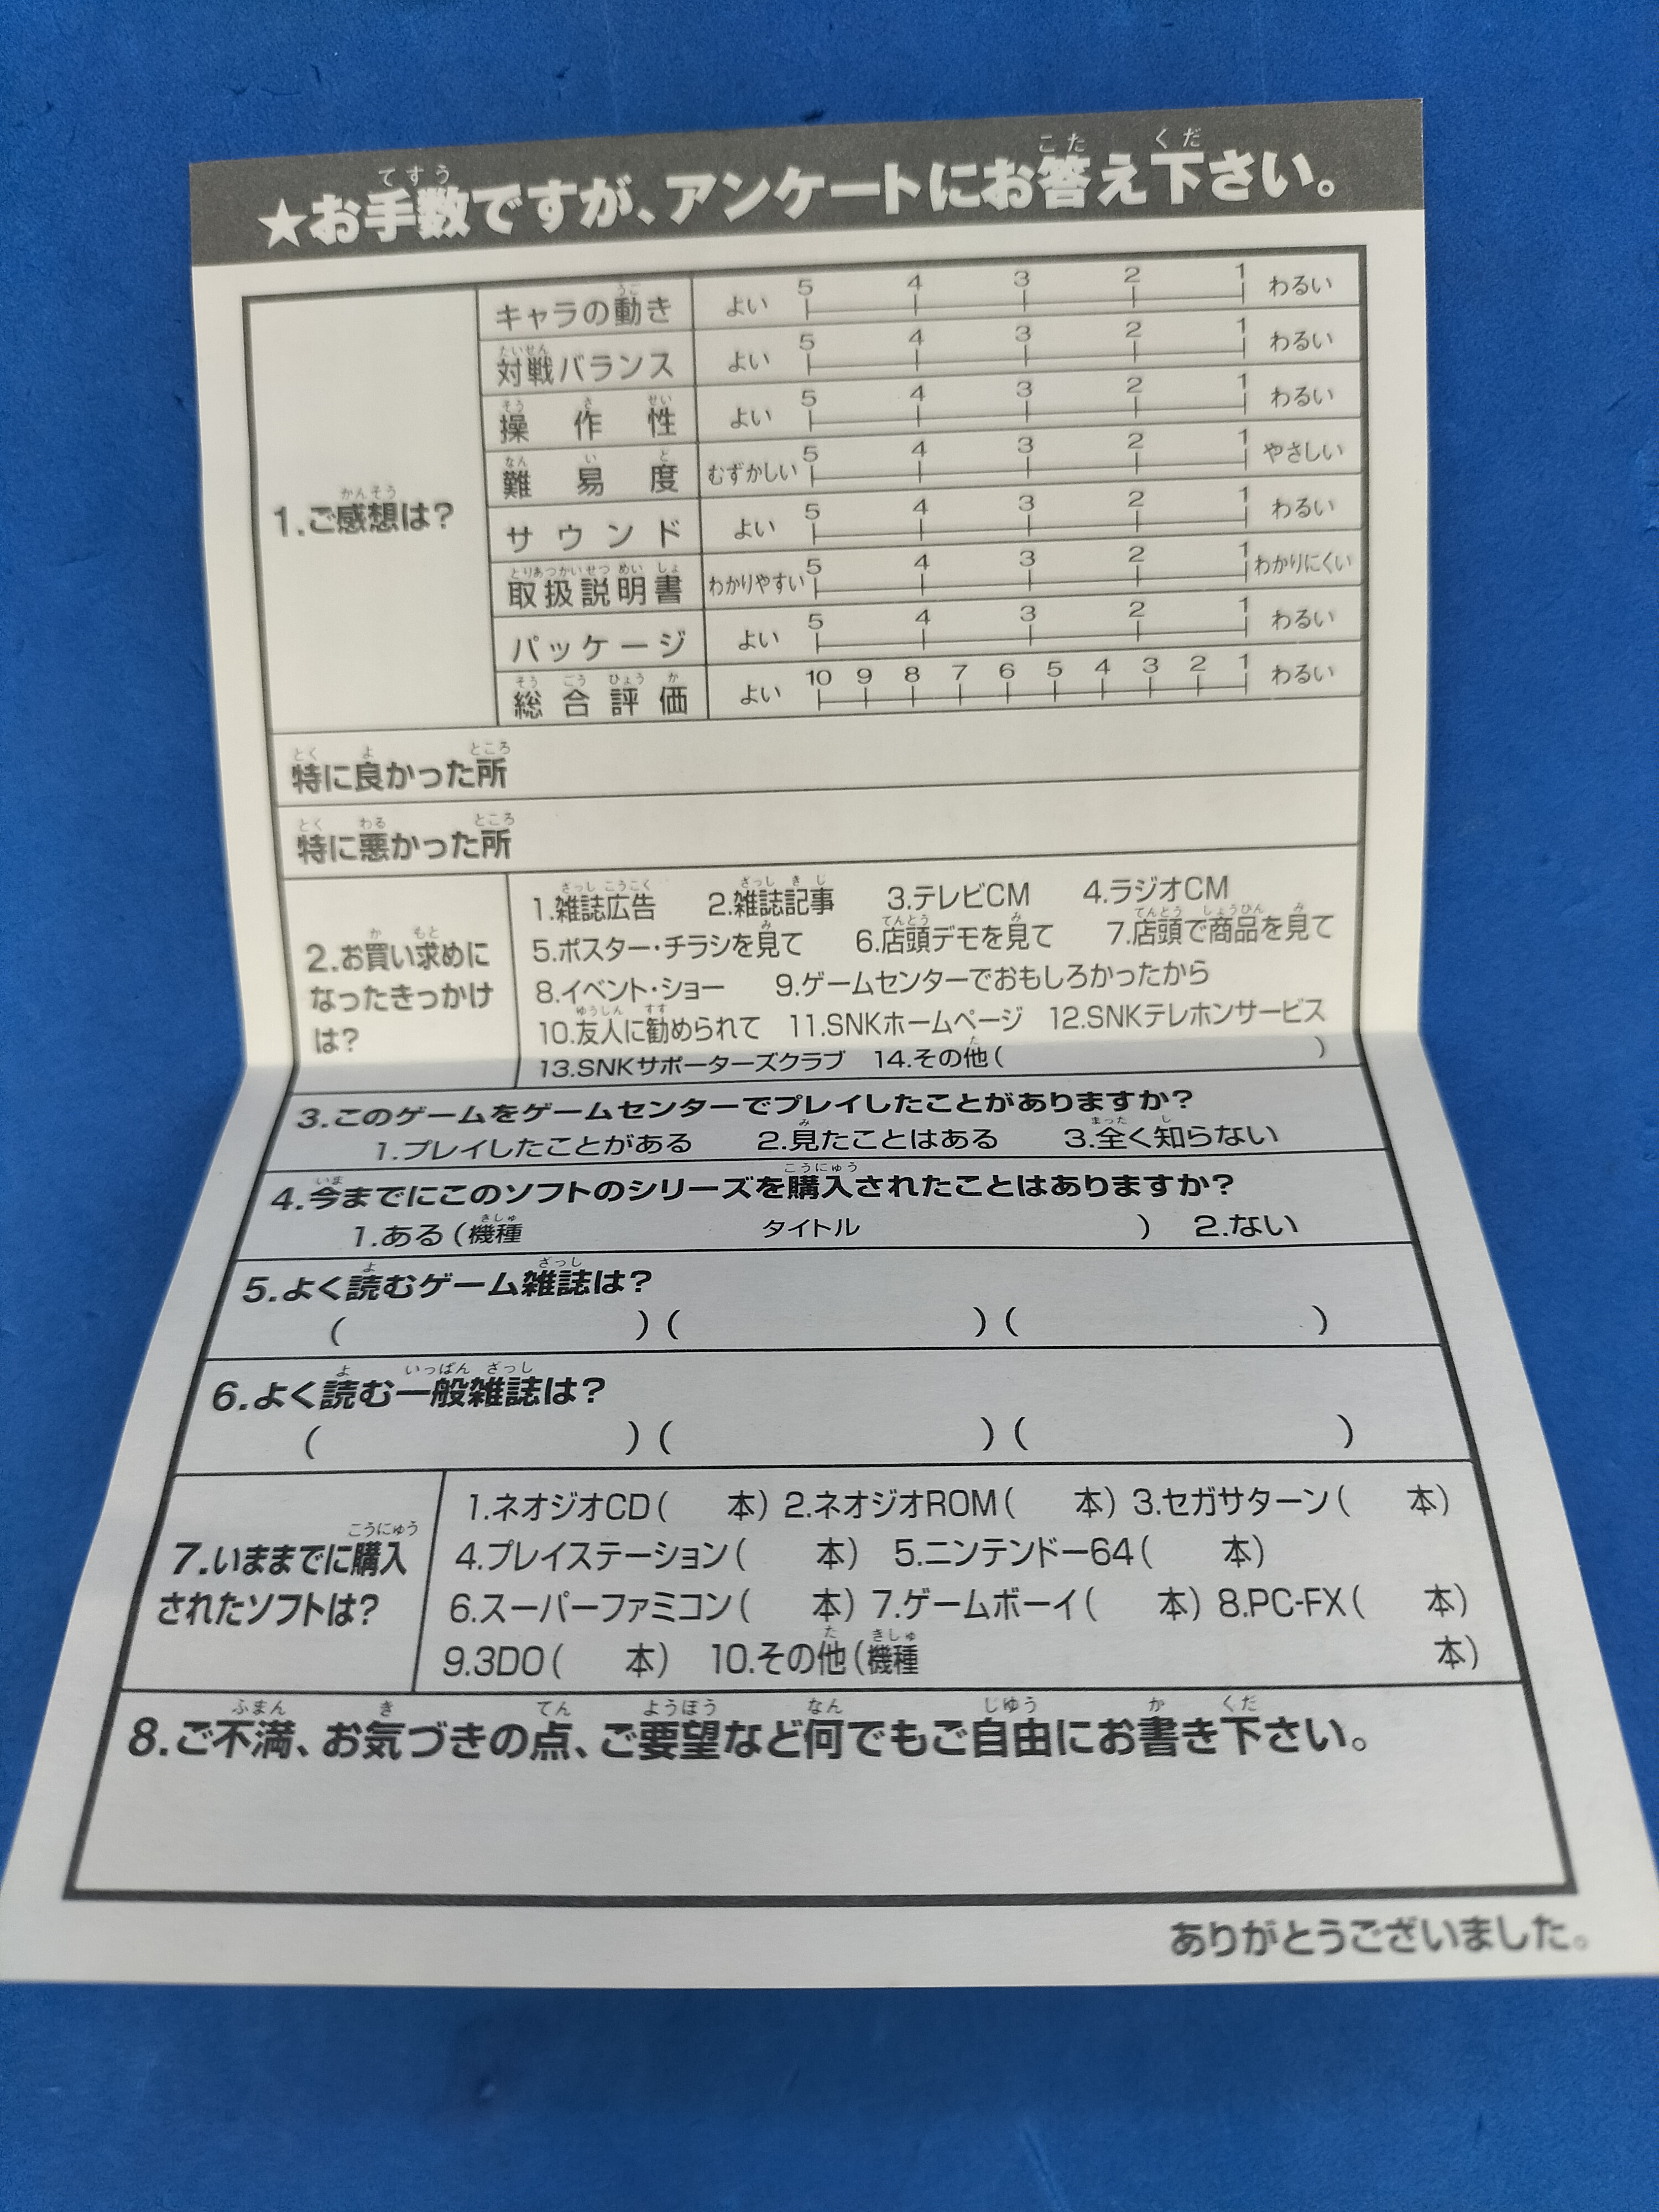 ★お手数ですが、アンケートにお答え下さい。
1.ご感想は?
キャラの動き よい 5 4 3 2 1 わるい
対戦バランス よい 5 4 3 2 1 わるい
操作性 よい 5 4 3 2 1 わるい
難易度 むずかしい 5 4 3 2 1 やさしい
サウンド よい 5 4 3 2 1 わるい
取扱説明書 わかりやすい 5 4 3 2 1 わかりにくい
パッケージ よい 5 4 3 2 1 わるい
総合評価 よい 10 9 8 7 6 5 4 3 2 1 わるい
特に良かった所
特に悪かった所
2.お買い求めに
なったきっかけ
は?
1.雑誌広告 2.雑誌記事 3.テレビCM 4.ラジオCM
5.ポスター・チラシを見て 6.店頭デモを見て 7.店頭で商品を見て
8.イベント・ショー 9.ゲームセンターでおもしろかったから
10.友人に勧められて 11.SNKホームページ 12.SNKテレホンサービス
13.SNKサポーターズクラブ 14.その他( )
3.このゲームをゲームセンターでプレイしたことがありますか?
1.プレイしたことがある 2.見たことはある 3.全く知らない
4.今までにこのソフトのシリーズを購入されたことはありますか?
1.ある(機種 タイトル ) 2.ない
5.よく読むゲーム雑誌は?
( )( )( )
6.よく読む一般雑誌は?
( )( )( )
7.いままでに購入
されたソフトは?
1.ネオジオCD( 本) 2.ネオジオROM( 本) 3.セガサターン( 本)
4.プレイステーション( 本) 5.ニンテンドー64( 本)
6.スーパーファミコン( 本) 7.ゲームボーイ( 本) 8.PC-FX( 本)
9.3DO( 本) 10.その他(機種 本)
8.ご不満、お気づきの点、ご要望など何でもご自由にお書き下さい。
ありがとうございました。